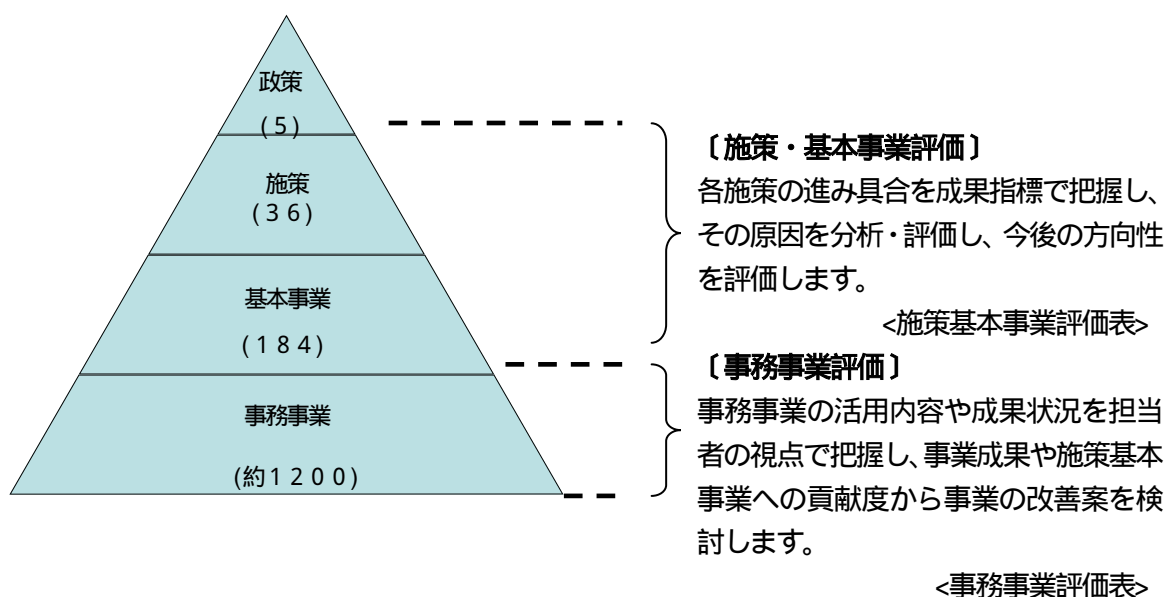 政策
(5)
施策
(36)
基本事業
(184)
事務事業
(約1200)
〔施策・基本事業評価〕
各施策の進み具合を成果指標で把握し、
その原因を分析・評価し、今後の方向性
を評価します。
<施策基本事業評価表>
〔事務事業評価〕
事務事業の活用内容や成果状況を担当
者の視点で把握し、事業成果や施策基本
事業への貢献度から事業の改善案を検
討します。
<事務事業評価表>